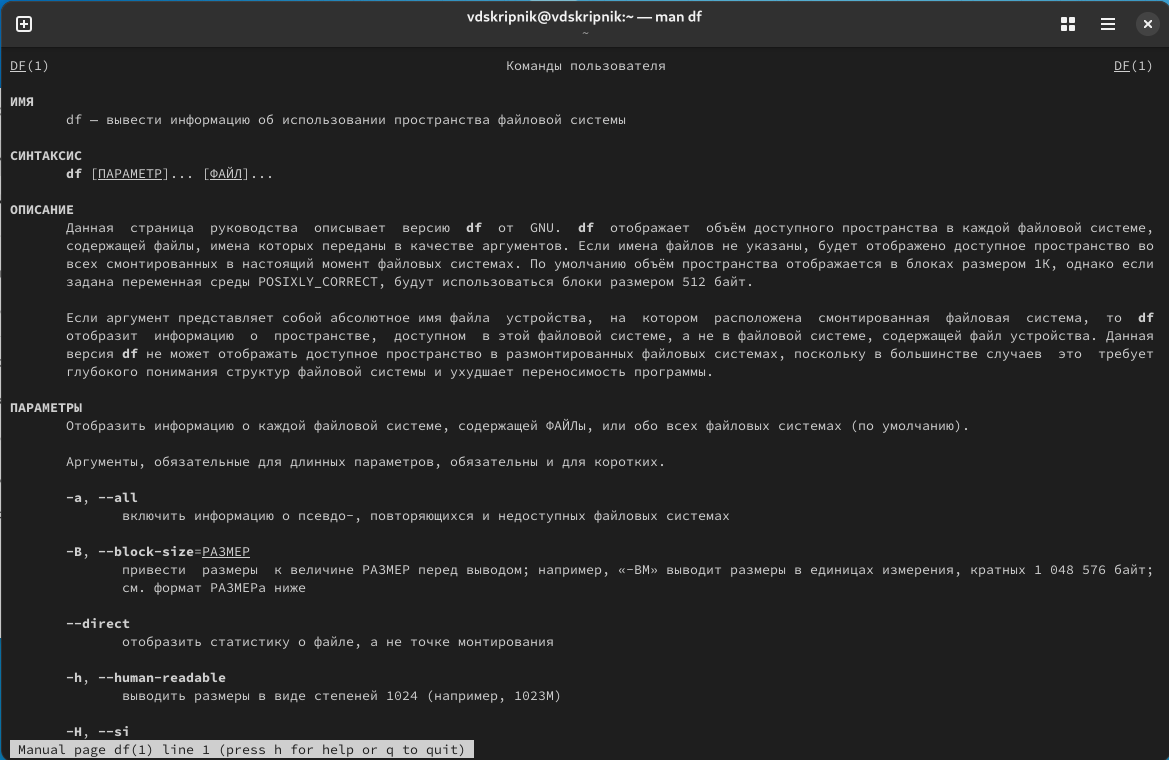 vdskripnik@vdskripnik:~ — man df
~
DF(1) Команды пользователя DF(1)
ИМЯ
df — вывести информацию об использовании пространства файловой системы
СИНТАКСИС
df [ПАРАМЕТР]... [ФАЙЛ]...
ОПИСАНИЕ
Данная страница руководства описывает версию df от GNU. df отображает объём доступного пространства в каждой файловой системе,
содержащей файлы, имена которых переданы в качестве аргументов. Если имена файлов не указаны, будет отображено доступное пространство во
всех смонтированных в настоящий момент файловых системах. По умолчанию объём пространства отображается в блоках размером 1K, однако если
задана переменная среды POSIXLY_CORRECT, будут использоваться блоки размером 512 байт.
Если аргумент представляет собой абсолютное имя файла устройства, на котором расположена смонтированная файловая система, то df
отобразит информацию о пространстве, доступном в этой файловой системе, а не в файловой системе, содержащей файл устройства. Данная
версия df не может отображать доступное пространство в размонтированных файловых системах, поскольку в большинстве случаев это требует
глубокого понимания структур файловой системы и ухудшает переносимость программы.
ПАРАМЕТРЫ
Отобразить информацию о каждой файловой системе, содержащей ФАЙЛы, или обо всех файловых системах (по умолчанию).
Аргументы, обязательные для длинных параметров, обязательны и для коротких.
-a, --all
включить информацию о псевдо-, повторяющихся и недоступных файловых системах
-B, --block-size=РАЗМЕР
привести размеры к величине РАЗМЕР перед выводом; например, «-BM» выводит размеры в единицах измерения, кратных 1 048 576 байт;
см. формат РАЗМЕРа ниже
--direct
отобразить статистику о файле, а не точке монтирования
-h, --human-readable
выводить размеры в виде степеней 1024 (например, 1023M)
-H, --si
Manual page df(1) line 1 (press h for help or q to quit)